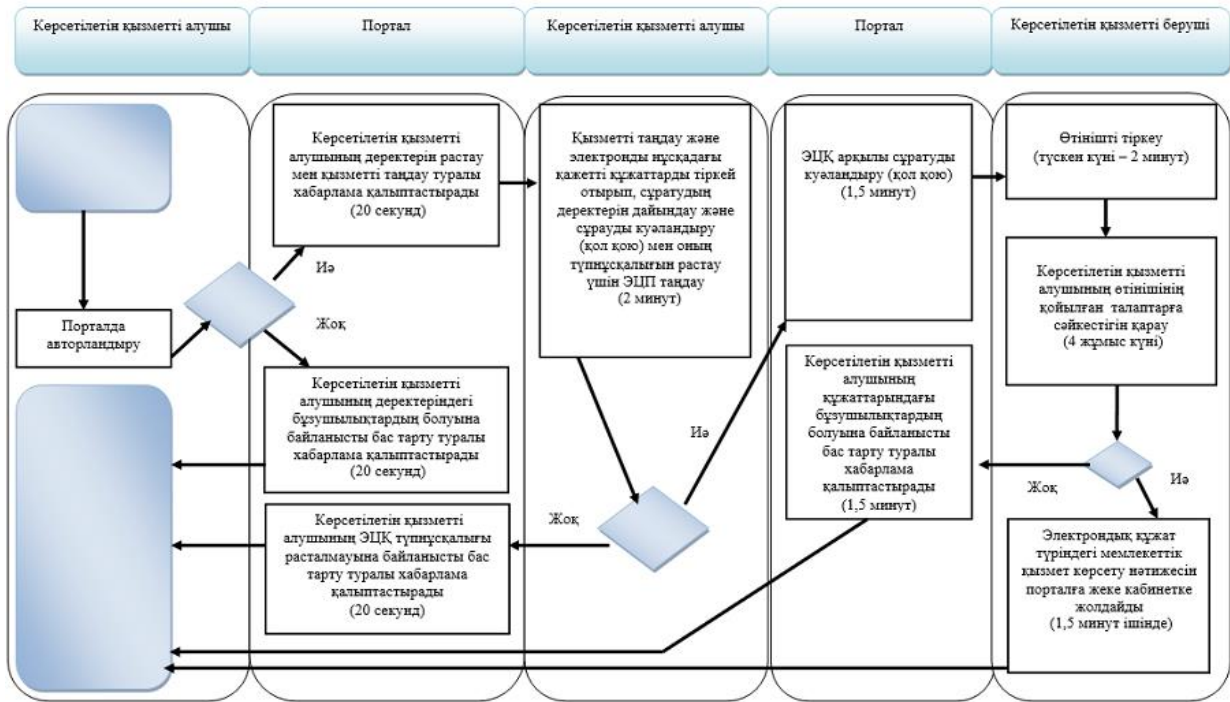 Көрсетілетін қызметті алушы
Портал
Көрсетілетін қызметті алушы
Портал
Көрсетілетін қызметті беруші
Порталда
авторландыру
Көрсетілетін қызметті
алушының деректерін растау
мен қызметті таңдау туралы
хабарлама қалыптастырады
(20 секунд)
Иә
Жоқ
Көрсетілетін қызметті
алушының деректеріндегі
бұзушылықтардың болуына
байланысты бас тарту туралы
хабарлама қалыптастырады
(20 секунд)
Көрсетілетін қызметті
алушының ЭЦҚ түпнұсқалығы
расталмауына байланысты бас
тарту туралы хабарлама
қалыптастырады
(20 секунд)
Қызметті таңдау және
электронды нұсқадағы
қажетті құжаттарды тіркей
отырып, сұратудың
деректерін дайындау және
сұрауды куәландыру
(қол қою) мен оның
түпнұсқалығын растау
үшін ЭЦП таңдау
(2 минут)
Жоқ
Иә
ЭЦҚ арқылы сұратуды
куәландыру (қол қою)
(1,5 минут)
Көрсетілетін қызметті
алушының
құжаттарындағы
бұзушылықтардың
болуына байланысты
бас тарту туралы
хабарлама
қалыптастырады
(1,5 минут)
Өтінішті тіркеу
(түскен күні – 2 минут)
Көрсетілетін қызметті
алушының өтінішінің
қойылған талаптарға
сәйкестігін қарау
(4 жұмыс күні)
Жоқ
Иә
Электрондық құжат
түріндегі мемлекеттік
қызмет көрсету нәтижесін
порталға жеке кабинетке
жолдайды
(1,5 минут ішінде)